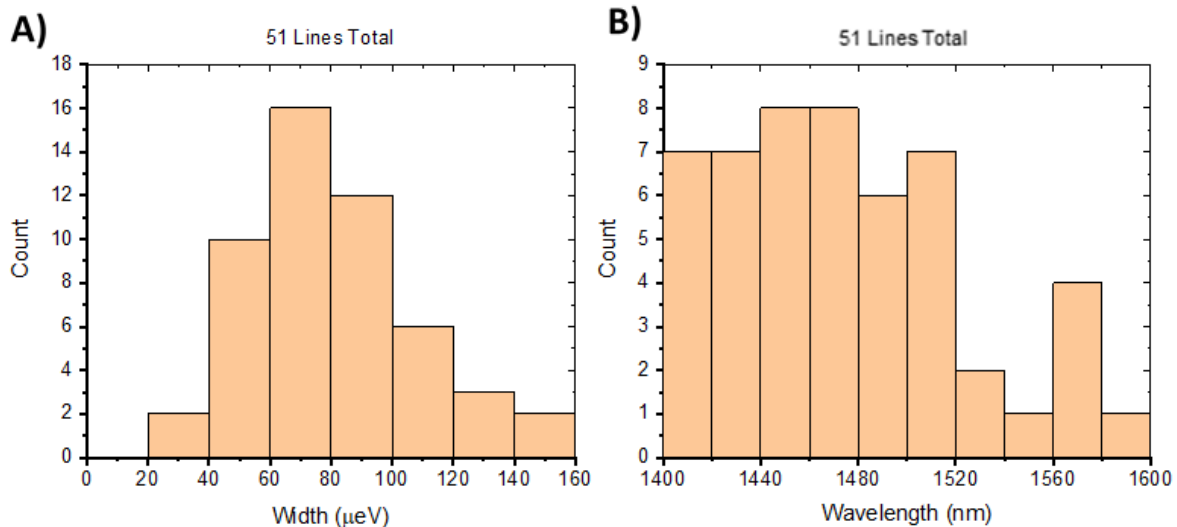 A)
51 Lines Total
18
16
14
12
10
8
6
4
2
0
Count
0 20 40 60 80 100 120 140 160
Width (μeV)
B)
51 Lines Total
9
8
7
6
5
4
3
2
1
0
Count
1400 1440 1480 1520 1560 1600
Wavelength (nm)